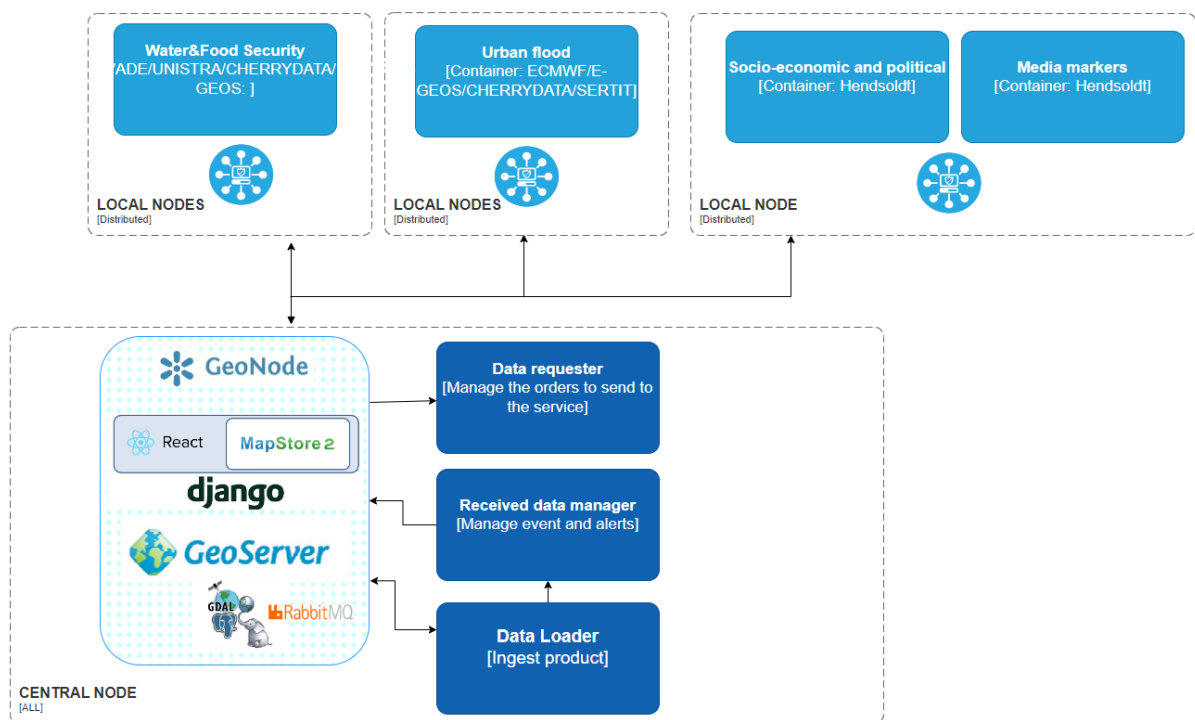 Water&Food Security
/ADE/UNISTRA/CHERRYDATA/
GEOS: ]
LOCAL NODES
[Distributed]
Urban flood
[Container: ECMWF/E-
GEOS/CHERRYDATA/SERTIT]
LOCAL NODES
[Distributed]
Socio-economic and political
[Container: Hendsoldt]
Media markers
[Container: Hendsoldt]
LOCAL NODE
[Distributed]
GeoNode
React
MapStore2
django
GeoServer
GDAL
RabbitMQ
Data requester
[Manage the orders to send to
the service]
Received data manager
[Manage event and alerts]
Data Loader
[Ingest product]
CENTRAL NODE
[ALL]